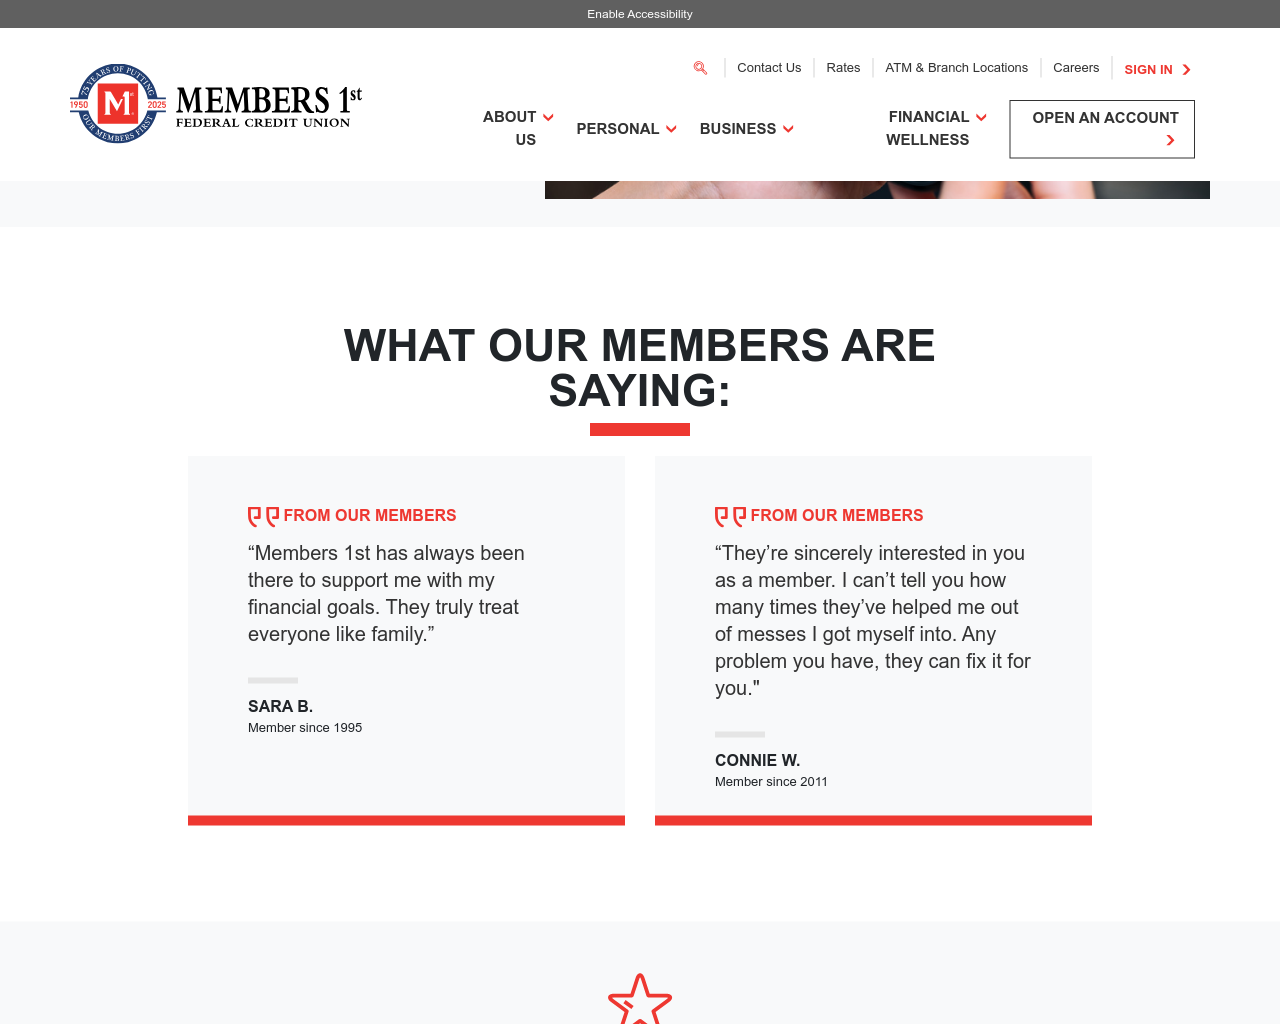 Enable Accessibility
Contact Us
Rates
ATM & Branch Locations
Careers
SIGN IN
75 YEARS OF PUTTING
1950
M
2025
OUR MEMBERS FIRST
MEMBERS 1st
FEDERAL CREDIT UNION
ABOUT
US
PERSONAL
BUSINESS
FINANCIAL
WELLNESS
OPEN AN ACCOUNT
WHAT OUR MEMBERS ARE
SAYING:
FROM OUR MEMBERS
“Members 1st has always been
there to support me with my
financial goals. They truly treat
everyone like family.”
SARA B.
Member since 1995
FROM OUR MEMBERS
“They’re sincerely interested in you
as a member. I can’t tell you how
many times they’ve helped me out
of messes I got myself into. Any
problem you have, they can fix it for
you."
CONNIE W.
Member since 2011